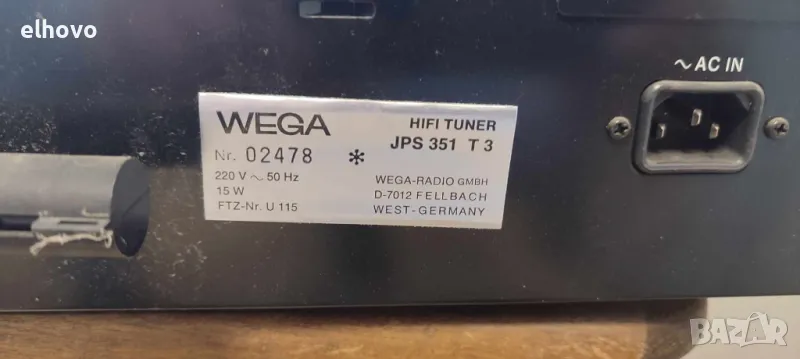 elhovo
~ AC IN
WEGA
HIFI TUNER
JPS 351 T 3
Nr. 02478 *
220 V ~ 50 Hz
15 W
FTZ-Nr. U 115
WEGA-RADIO GMBH
D-7012 FELLBACH
WEST-GERMANY
BAZAR